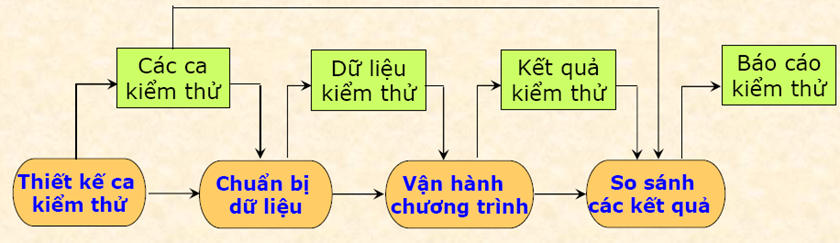 Các ca
kiểm thử
Dữ liệu
kiểm thử
Kết quả
kiểm thử
Báo cáo
kiểm thử
Thiết kế ca
kiểm thử
Chuẩn bị
dữ liệu
Vận hành
chương trình
So sánh
các kết quả